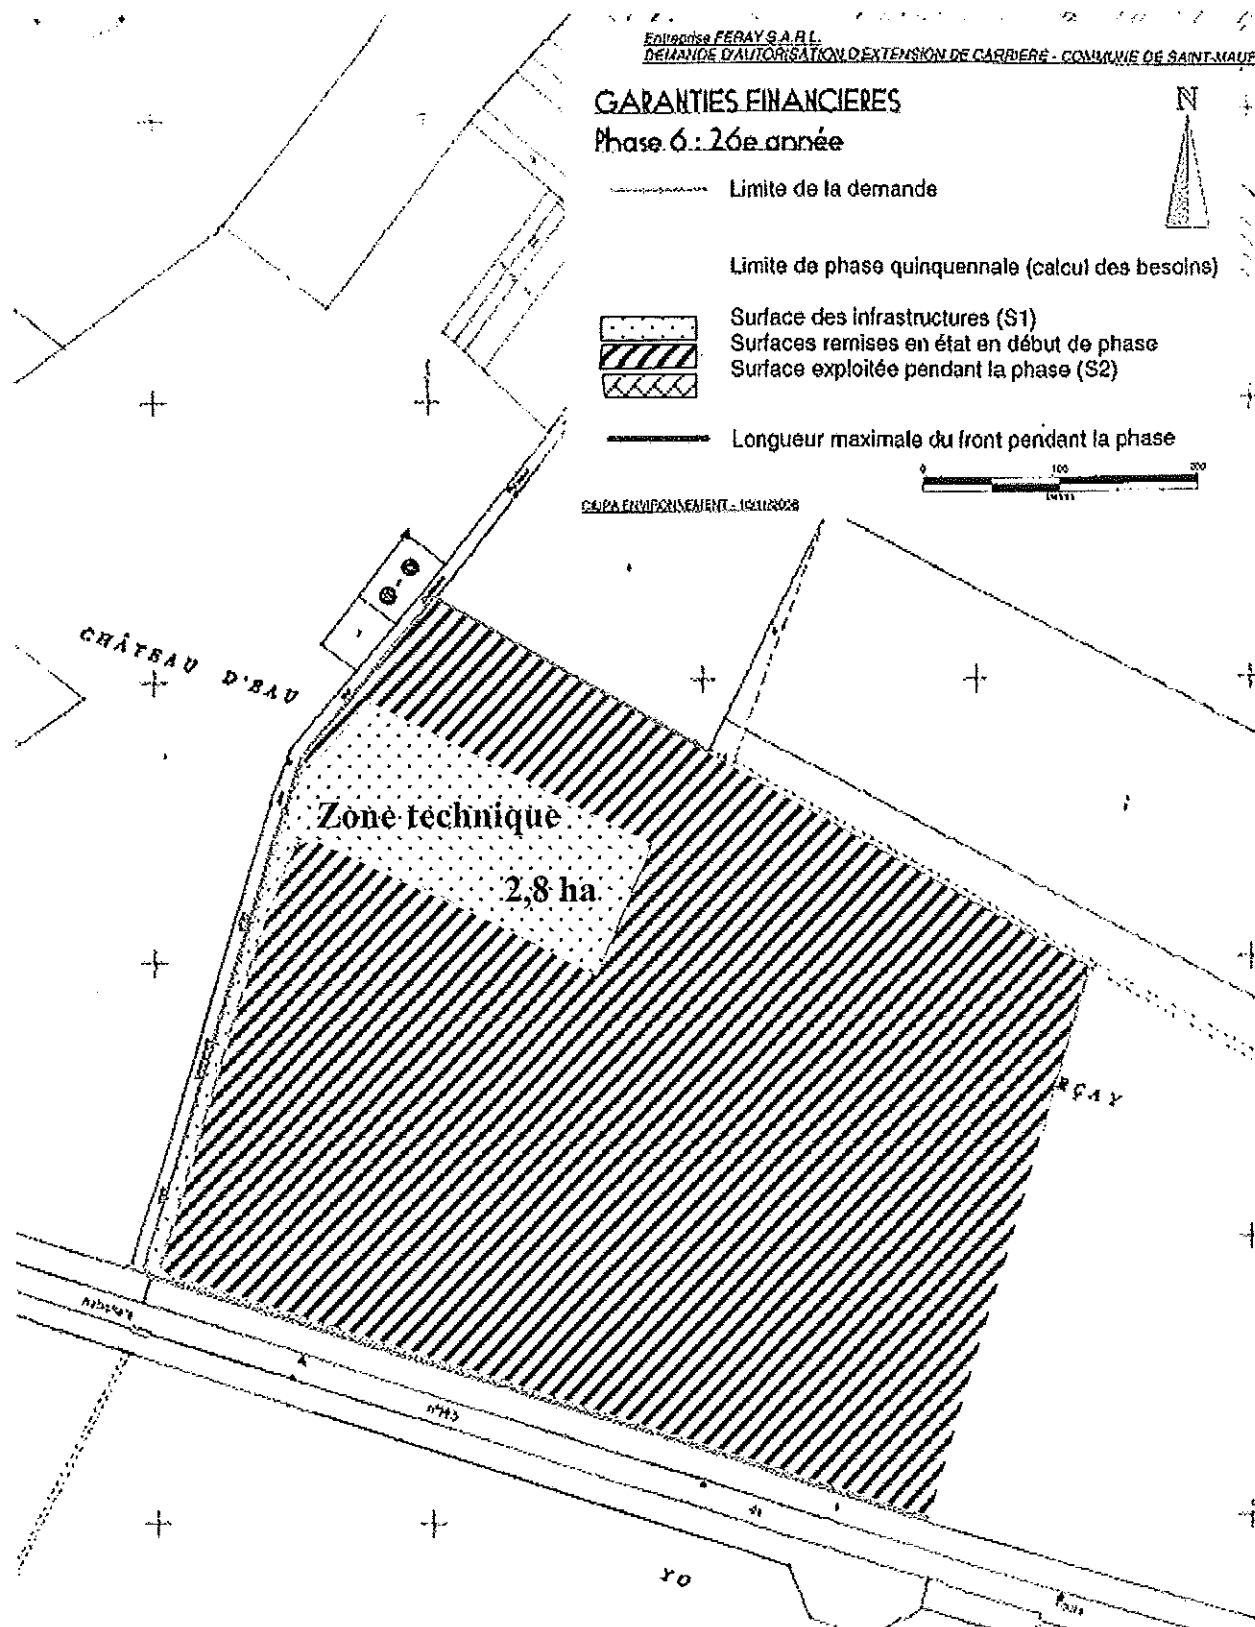 Entreprise FERAY S.A.R.L.
DEMANDE D'AUTORISATION D'EXTENSION DE CARRIERE - COMMUNE DE SAINT-MAUR
GARANTIES FINANCIERES
N
Phase 6 : 26e année
Limite de la demande
Limite de phase quinquennale (calcul des besoins)
Surface des infrastructures (S1)
Surfaces remises en état en début de phase
Surface exploitée pendant la phase (S2)
Longueur maximale du front pendant la phase
0 100 200
ENVIRONNEMENT
CHÂTEAU D'EAU
Zone technique
2,8 ha
RÇAY
YO